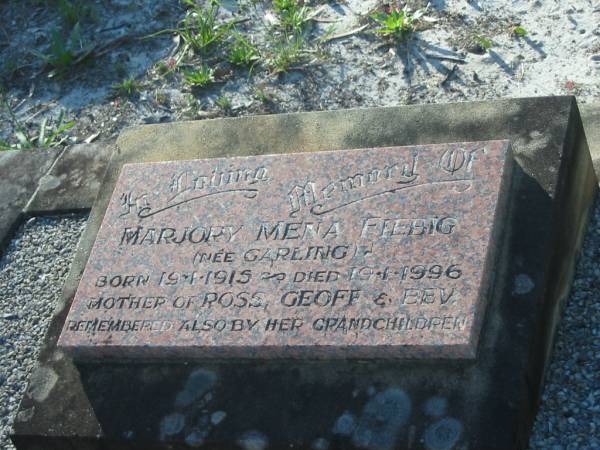 In Loving Memory Of
MARJORY MENA FIEBIG
(NÉE GARLING)
BORN 19·1·1915 ~ DIED 19·1·1996
MOTHER OF ROSS, GEOFF & BEV.
REMEMBERED ALSO BY HER GRANDCHILDREN